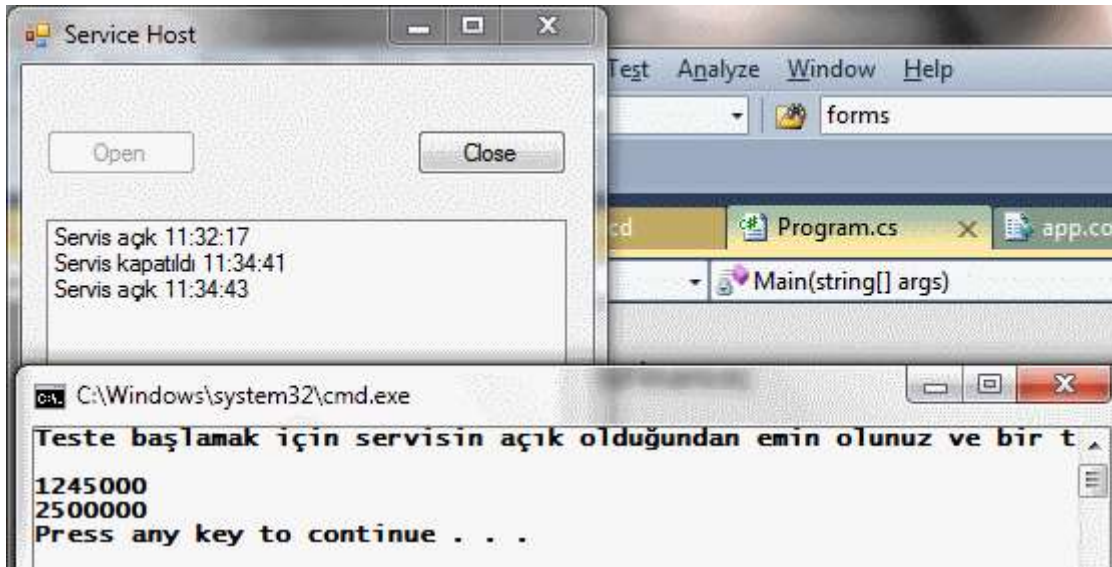 Service Host
Test Analyze Window Help
forms
Open
Close
cd
Program.cs
app.co
Main(string[] args)
Servis açık 11:32:17
Servis kapatıldı 11:34:41
Servis açık 11:34:43
C:\Windows\system32\cmd.exe
Teste başlamak için servisin açık olduğundan emin olunuz ve bir t
1245000
2500000
Press any key to continue . . .